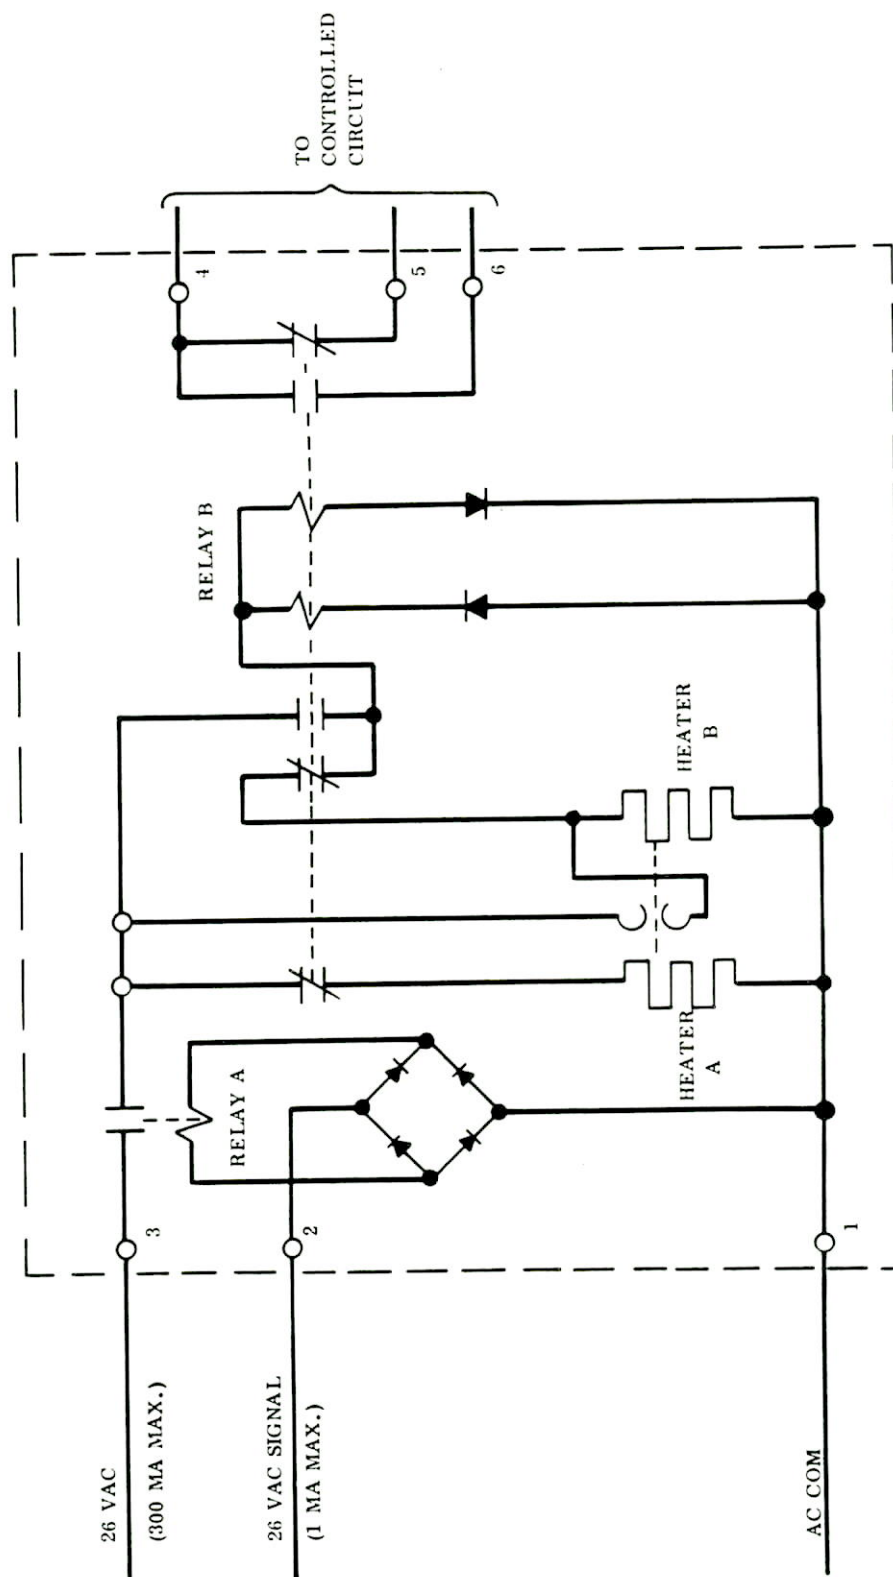 26 VAC
(300 MA MAX.)
3
26 VAC SIGNAL
(1 MA MAX.)
2
AC COM
1
RELAY A
HEATER
A
HEATER
B
RELAY B
4
5
6
TO
CONTROLLED
CIRCUIT